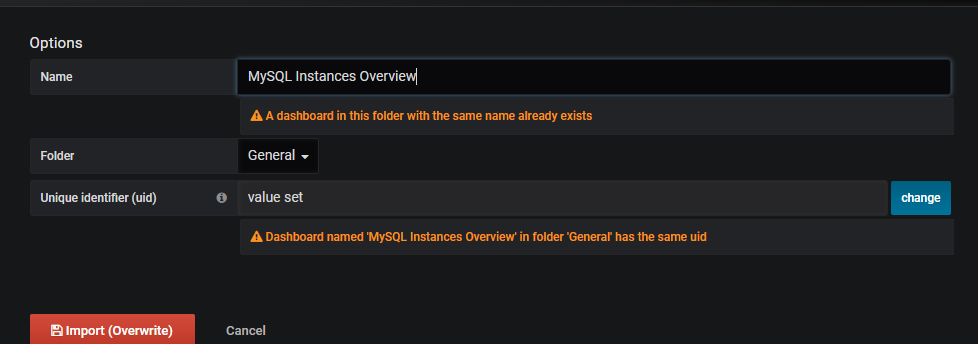 Options
Name
MySQL Instances Overview
A dashboard in this folder with the same name already exists
Folder
General
Unique identifier (uid)
value set
change
Dashboard named 'MySQL Instances Overview' in folder 'General' has the same uid
Import (Overwrite)
Cancel